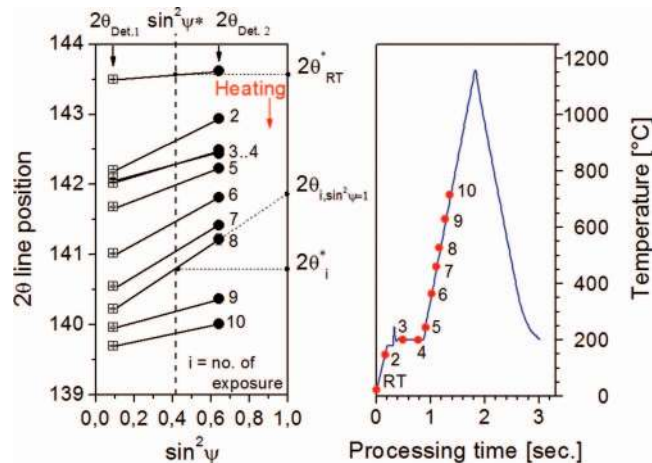 2θDet.1 sin²ψ* 2θDet. 2
144
143
142
141
140
139
2θ line position
0,0 0,2 0,4 0,6 0,8 1,0
sin²ψ
Heating
2
3..4
5
6
7
8
9
10
i = no. of
exposure
2θ*RT
2θi,sin²ψ=1
2θ*i
1200
1000
800
600
400
200
0
Temperature [°C]
10
9
8
7
6
5
3
4
2
RT
0 1 2 3
Processing time [sec.]